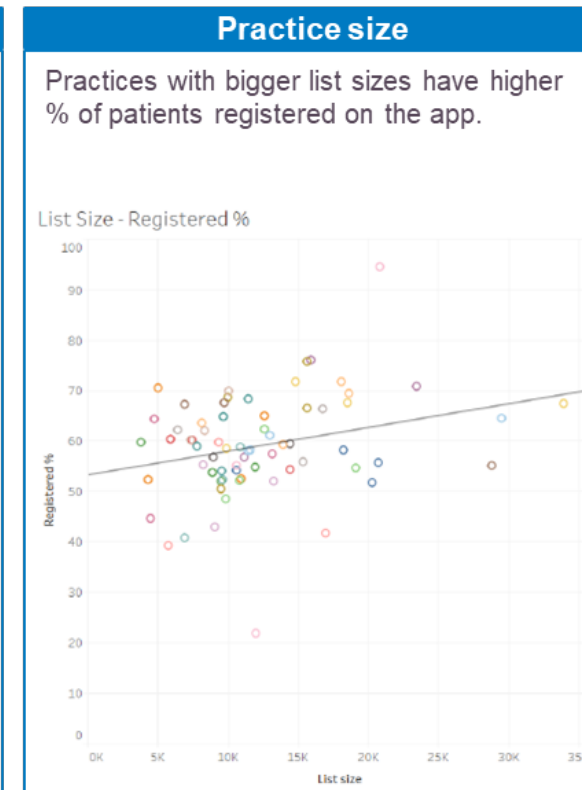 Practice size
Practices with bigger list sizes have higher
% of patients registered on the app.
List Size - Registered %
100
90
80
70
60
50
40
30
20
10
0
Registered %
0K 5K 10K 15K 20K 25K 30K 35
List size